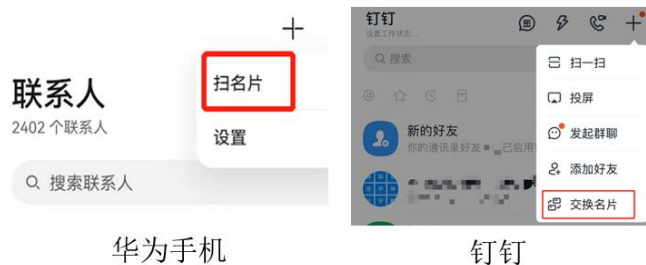 联系人
2402 个联系人
搜索联系人
扫名片
设置
华为手机
钉钉
设置工作状态...
搜索
新的好友
你的通讯录好友
已启用
扫一扫
投屏
发起群聊
添加好友
交换名片
钉钉